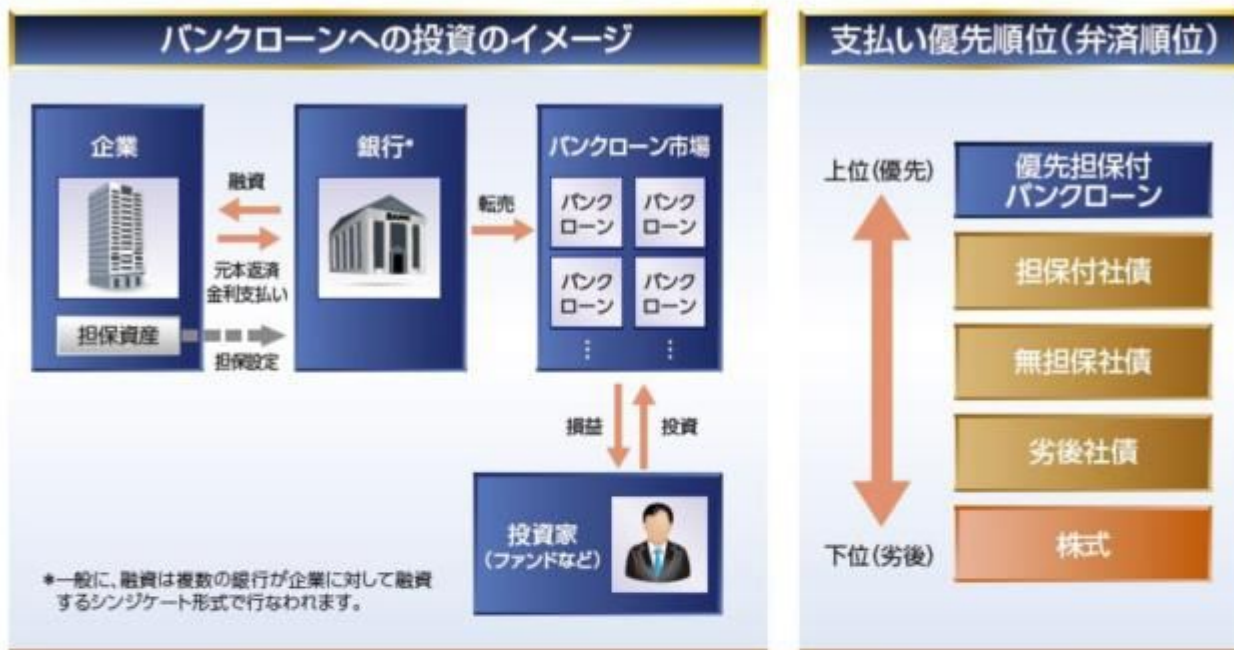 バンクローンへの投資のイメージ
企業
銀行*
バンクローン市場
融資
元本返済
金利支払い
担保資産
担保設定
転売
バンク
ローン
バンク
ローン
バンク
ローン
バンク
ローン
⋮
⋮
損益
投資
投資家
(ファンドなど)
*一般に、融資は複数の銀行が企業に対して融資
するシンジケート形式で行なわれます。
支払い優先順位(弁済順位)
上位(優先)
優先担保付
バンクローン
担保付社債
無担保社債
劣後社債
下位(劣後)
株式